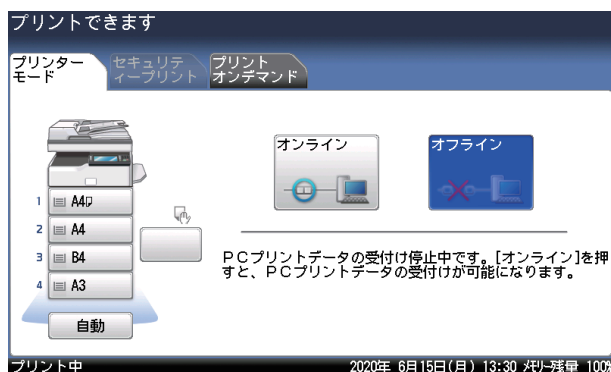 プリントできます
プリンター
モード
セキュリテ
ィープリント
プリント
オンデマンド
オンライン
オフライン
1 A4
2 A4
3 B4
4 A3
自動
PCプリントデータの受付け停止中です。[オンライン]を押
すと、PCプリントデータの受付けが可能になります。
プリント中
2020年 6月15日(月) 13:30 メモリー残量 100%